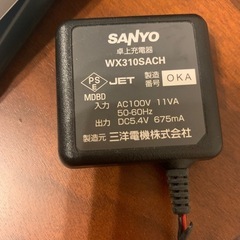 SANYO
卓上充電器
WX310SACH
PSE JET 製造番号 OKA
MDBD
入力 AC100V 11VA
50-60Hz
出力 DC5.4V 675mA
製造元 三洋電機株式会社